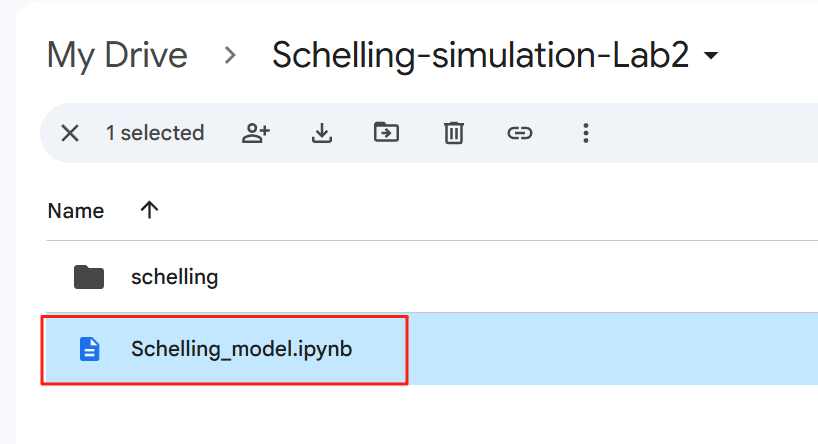 My Drive > Schelling-simulation-Lab2
1 selected
Name
schelling
Schelling_model.ipynb